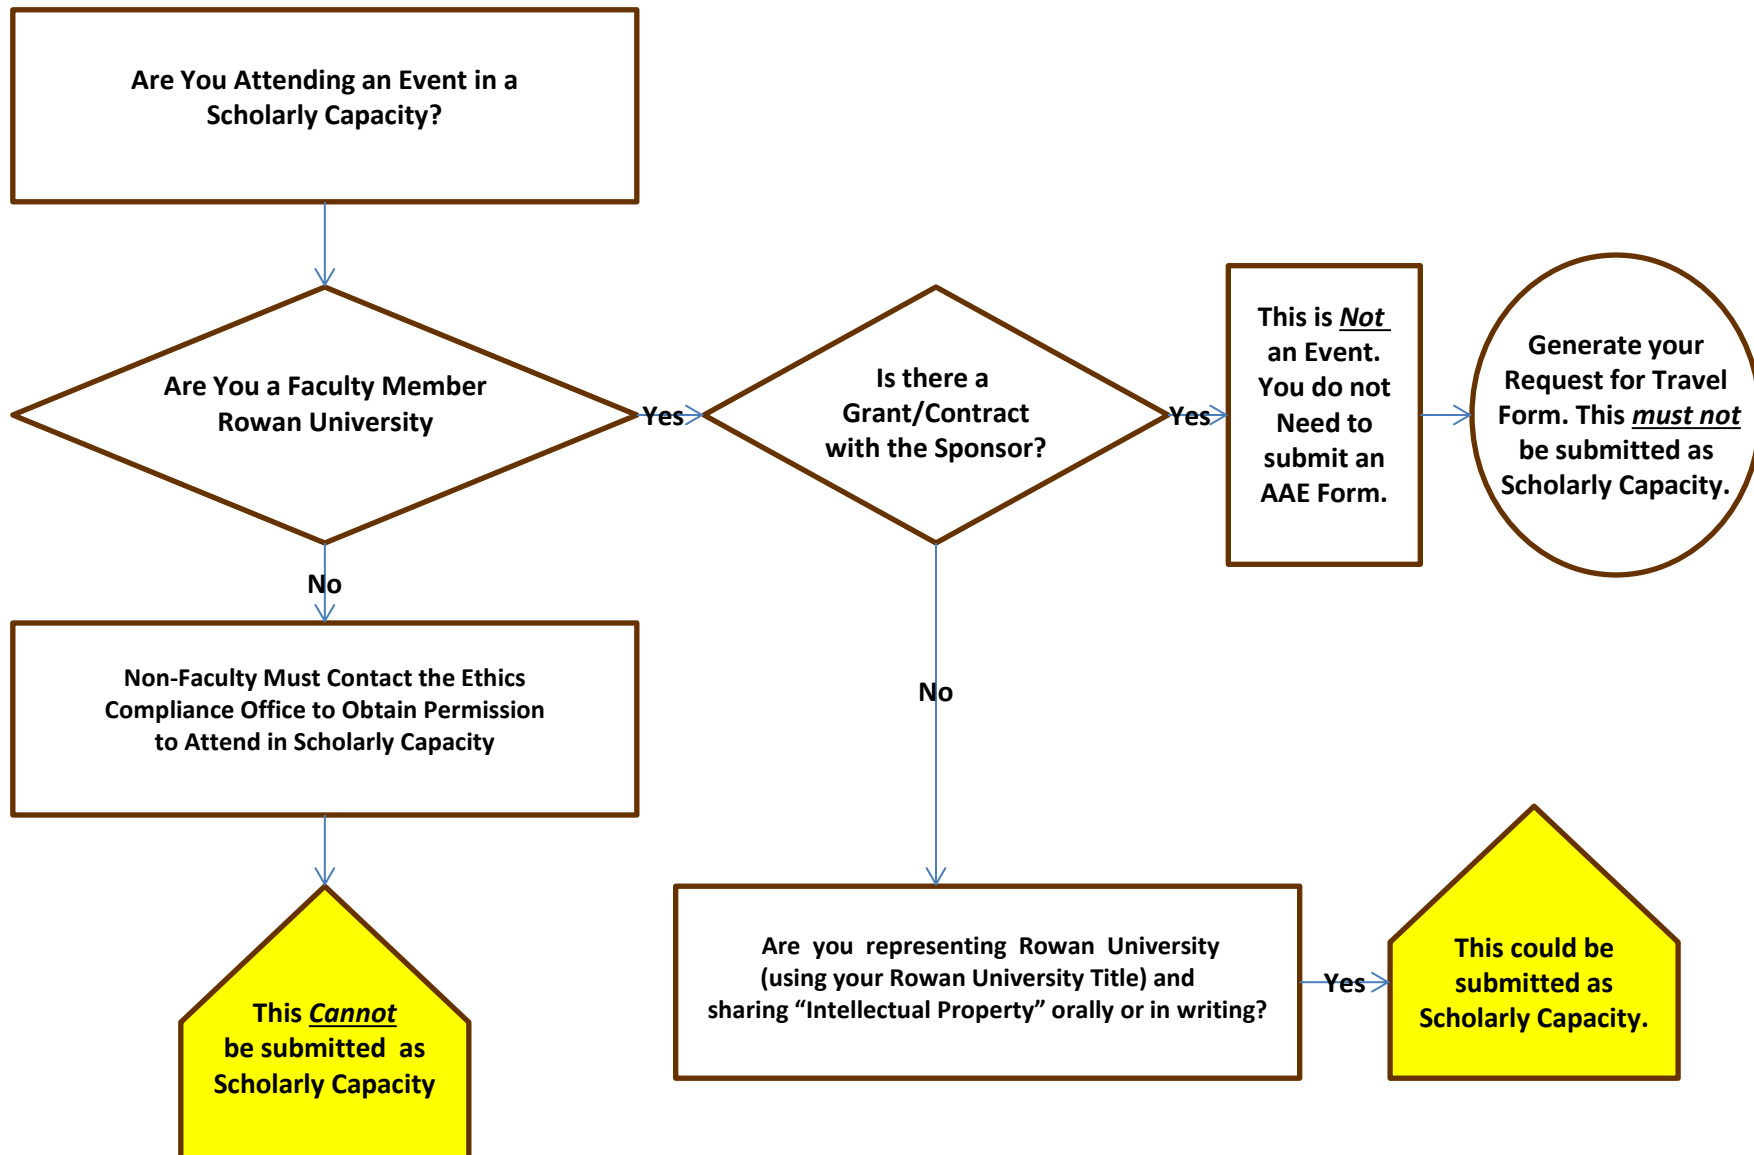 Are You Attending an Event in a
Scholarly Capacity?
Are You a Faculty Member
Rowan University
Yes
Is there a
Grant/Contract
with the Sponsor?
Yes
This is Not
an Event.
You do not
Need to
submit an
AAE Form.
Generate your
Request for Travel
Form. This must not
be submitted as
Scholarly Capacity.
No
Non-Faculty Must Contact the Ethics
Compliance Office to Obtain Permission
to Attend in Scholarly Capacity
No
This Cannot
be submitted as
Scholarly Capacity
Are you representing Rowan University
(using your Rowan University Title) and
sharing “Intellectual Property” orally or in writing?
Yes
This could be
submitted as
Scholarly Capacity.